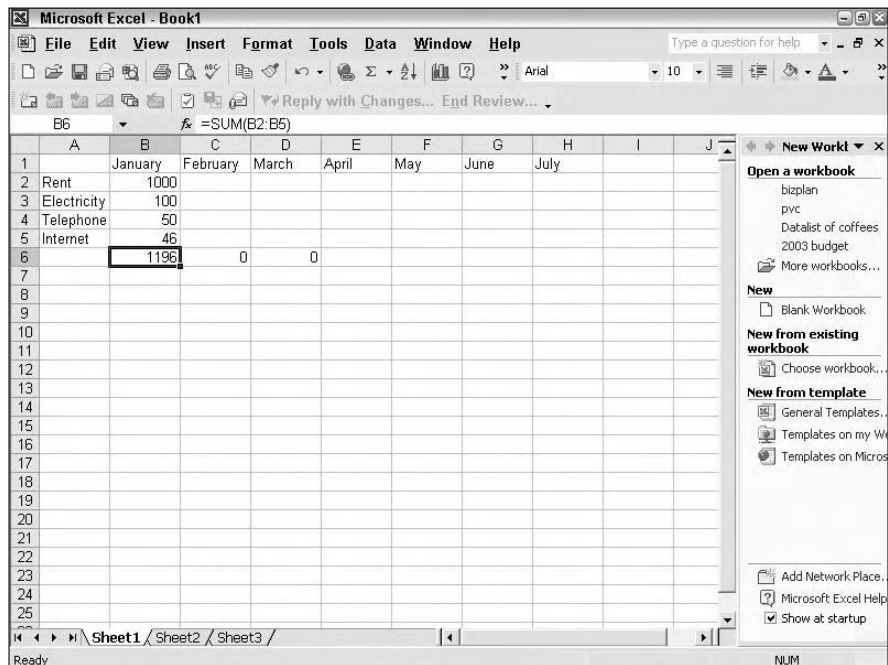 Microsoft Excel - Book1
File Edit View Insert Format Tools Data Window Help Type a question for help
Arial 10
Reply with Changes... End Review...
B6 fx =SUM(B2:B5)
A B C D E F G H I J
1 January February March April May June July
2 Rent 1000
3 Electricity 100
4 Telephone 50
5 Internet 46
6 1196 0 0
7
8
9
10
11
12
13
14
15
16
17
18
19
20
21
22
23
24
25
Sheet1 Sheet2 Sheet3
Ready NUM
New Workb
Open a workbook
bizplan
pvc
Datalist of coffees
2003 budget
More workbooks...
New
Blank Workbook
New from existing
workbook
Choose workbook...
New from template
General Templates..
Templates on my We
Templates on Micros
Add Network Place..
Microsoft Excel Help
Show at startup